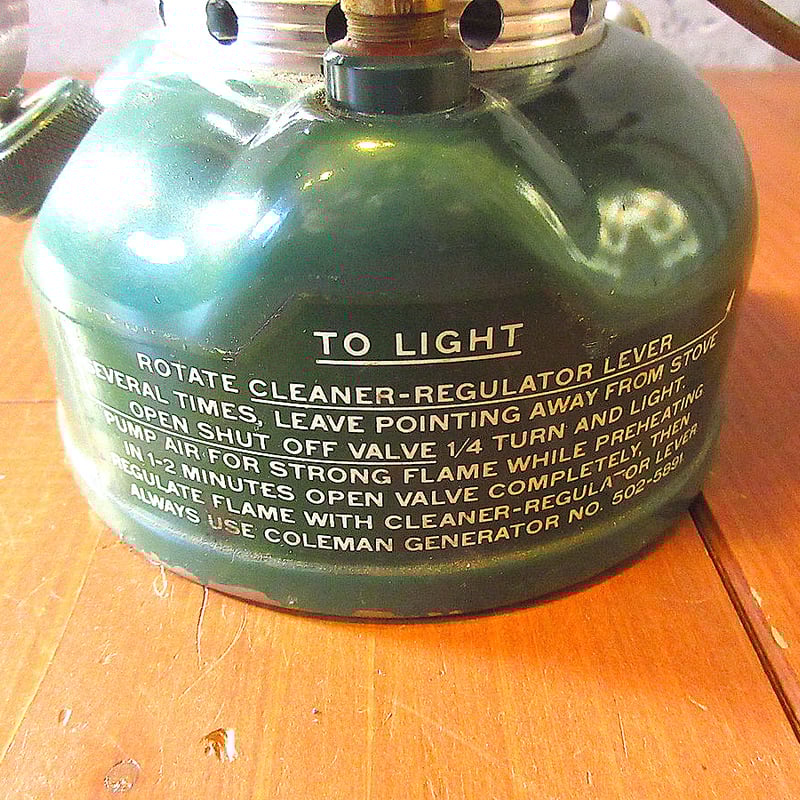 TO LIGHT
ROTATE CLEANER-REGULATOR LEVER
SEVERAL TIMES, LEAVE POINTING AWAY FROM STOVE
OPEN SHUT OFF VALVE 1/4 TURN AND LIGHT.
PUMP AIR FOR STRONG FLAME WHILE PREHEATING
IN 1-2 MINUTES OPEN VALVE COMPLETELY, THEN
REGULATE FLAME WITH CLEANER-REGULATOR LEVER
ALWAYS USE COLEMAN GENERATOR NO. 502-5891.